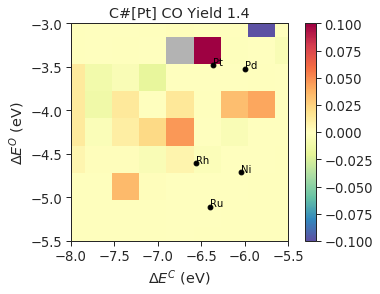 C#[Pt] CO Yield 1.4
−3.0
−3.5
−4.0
−4.5
−5.0
−5.5
ΔE^O (eV)
Pt
Pd
Rh
Ni
Ru
−8.0 −7.5 −7.0 −6.5 −6.0 −5.5
ΔE^C (eV)
0.100
0.075
0.050
0.025
0.000
−0.025
−0.050
−0.075
−0.100